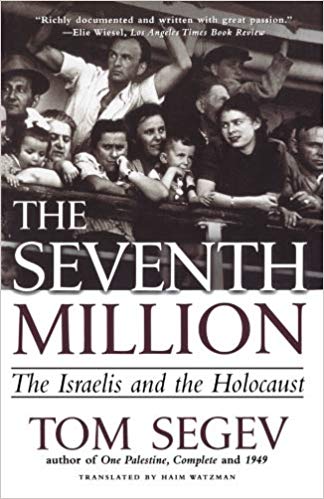 "Richly documented and written with great passion."
—Elie Wiesel, Los Angeles Times Book Review
THE
SEVENTH
MILLION
The Israelis and the Holocaust
TOM SEGEV
author of One Palestine, Complete and 1949
TRANSLATED BY HAIM WATZMAN